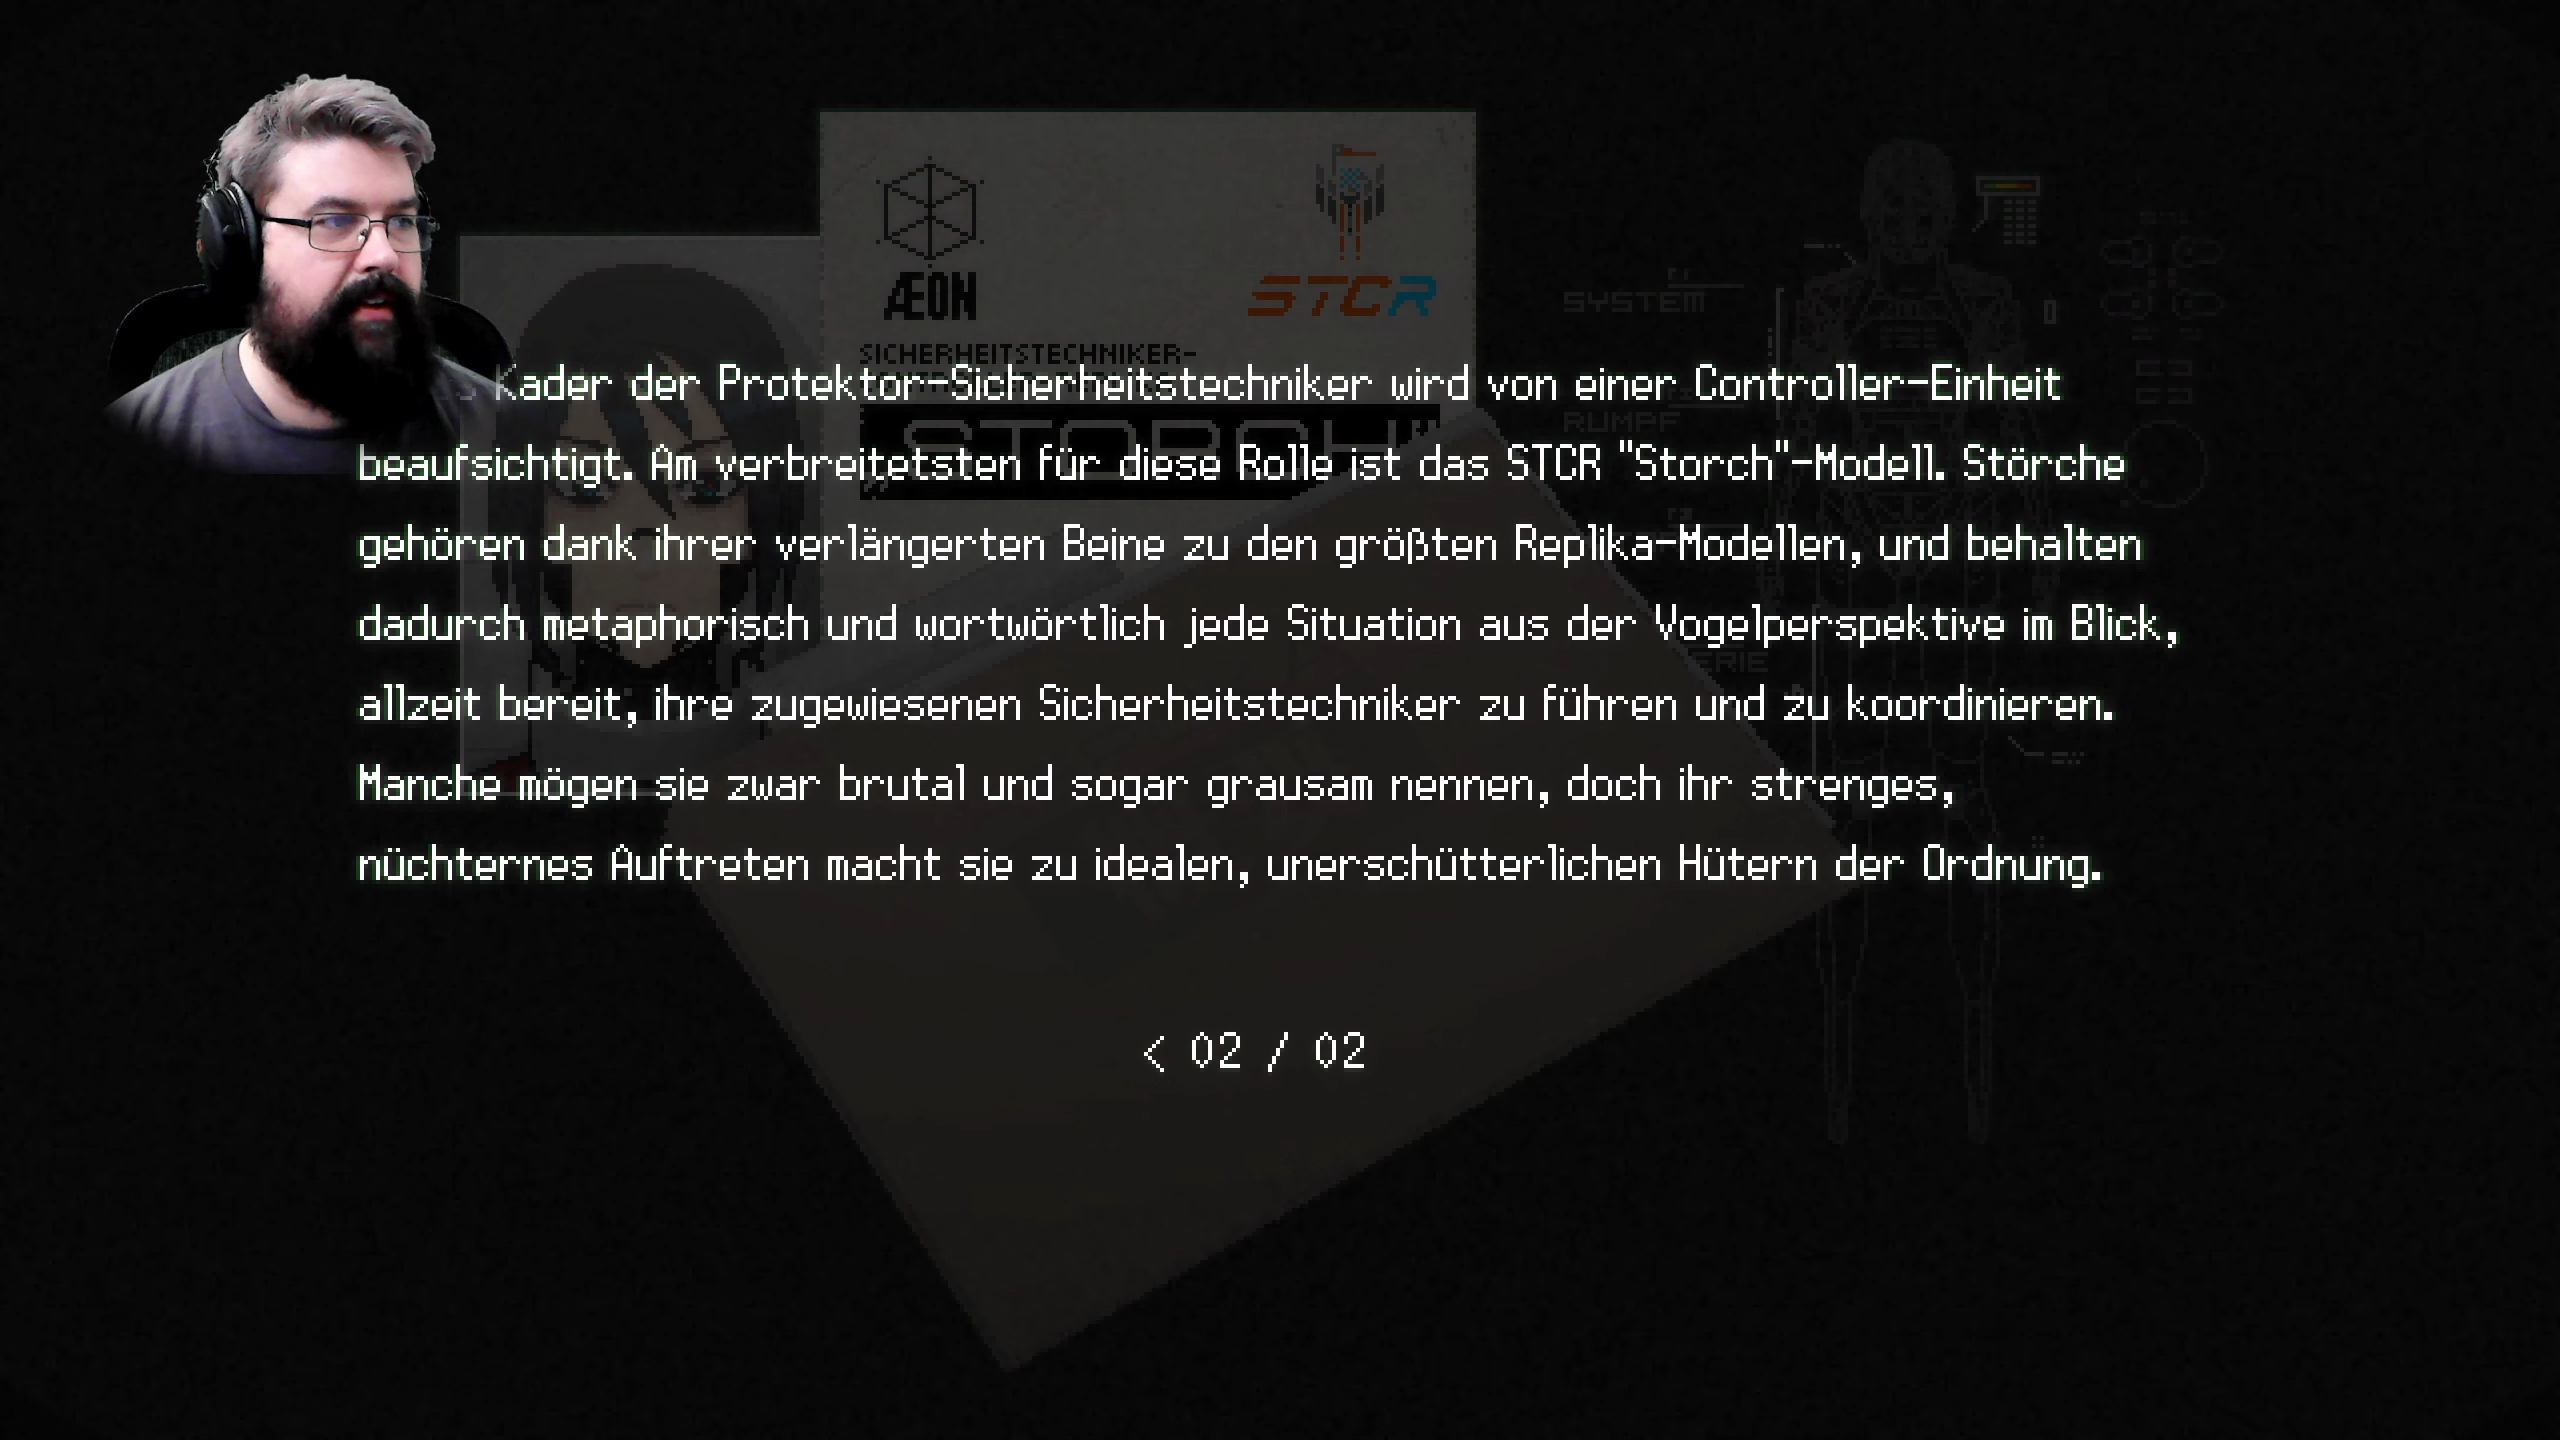 ÆON
STCR
SICHERHEITSTECHNIKER-
STORCH
SYSTEM
RUMPF
Kader der Protektor-Sicherheitstechniker wird von einer Controller-Einheit
beaufsichtigt. Am verbreitetsten für diese Rolle ist das STCR "Storch"-Modell. Störche
gehören dank ihrer verlängerten Beine zu den größten Replika-Modellen, und behalten
dadurch metaphorisch und wortwörtlich jede Situation aus der Vogelperspektive im Blick,
allzeit bereit, ihre zugewiesenen Sicherheitstechniker zu führen und zu koordinieren.
Manche mögen sie zwar brutal und sogar grausam nennen, doch ihr strenges,
nüchternes Auftreten macht sie zu idealen, unerschütterlichen Hütern der Ordnung.
< 02 / 02